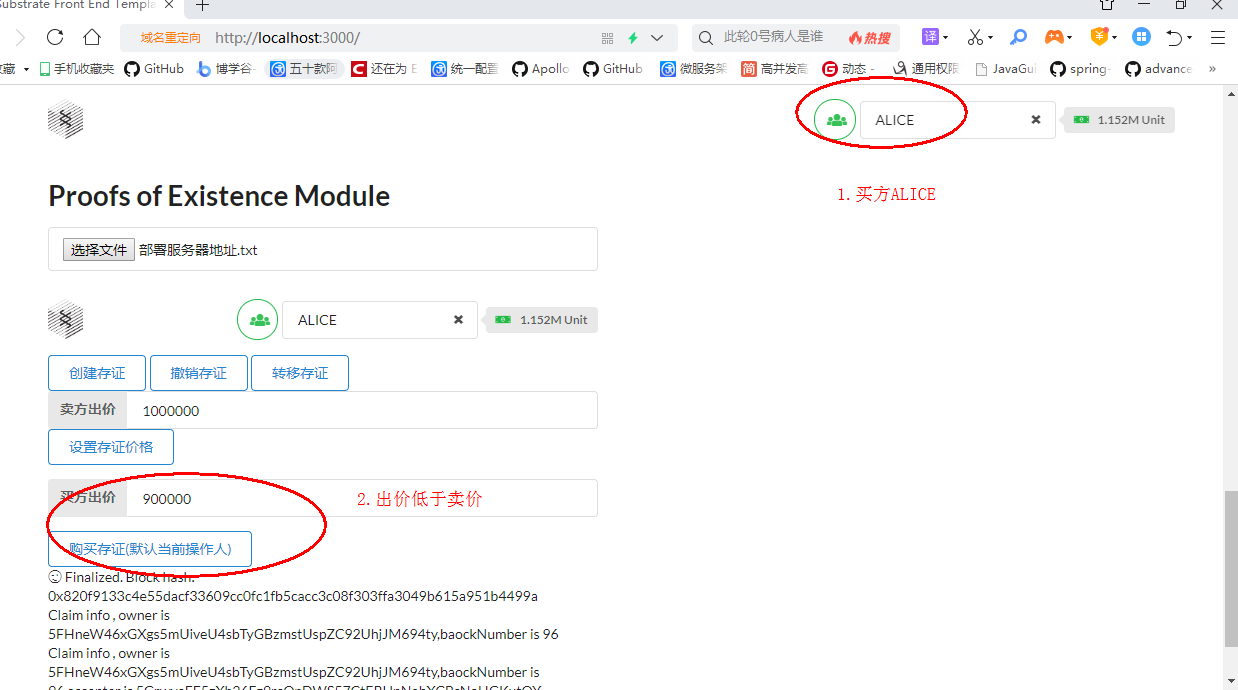 Substrate Front End Templa
域名重定向 http://localhost:3000/ 此轮0号病人是谁 热搜 译
收藏 手机收藏夹 GitHub 博学谷- 五十款阿 还在为 E 统一配置 Apollo GitHub 微服务架 简 高并发高 动态 - 通用权限 JavaGui spring- advance »
ALICE 1.152M Unit
1. 买方ALICE
Proofs of Existence Module
选择文件 部署服务器地址.txt
ALICE 1.152M Unit
创建存证 撤销存证 转移存证
卖方出价 1000000
设置存证价格
买方出价 900000 2. 出价低于卖价
购买存证(默认当前操作人)
Finalized. Block hash:
0x820f9133c4e55dacf33609cc0fc1fb5cacc3c08f303ffa3049b615a951b4499a
Claim info , owner is
5FHneW46xGXgs5mUiveU4sbTyGBzmstUspZC92UhjJM694ty,baockNumber is 96
Claim info , owner is
5FHneW46xGXgs5mUiveU4sbTyGBzmstUspZC92UhjJM694ty,baockNumber is